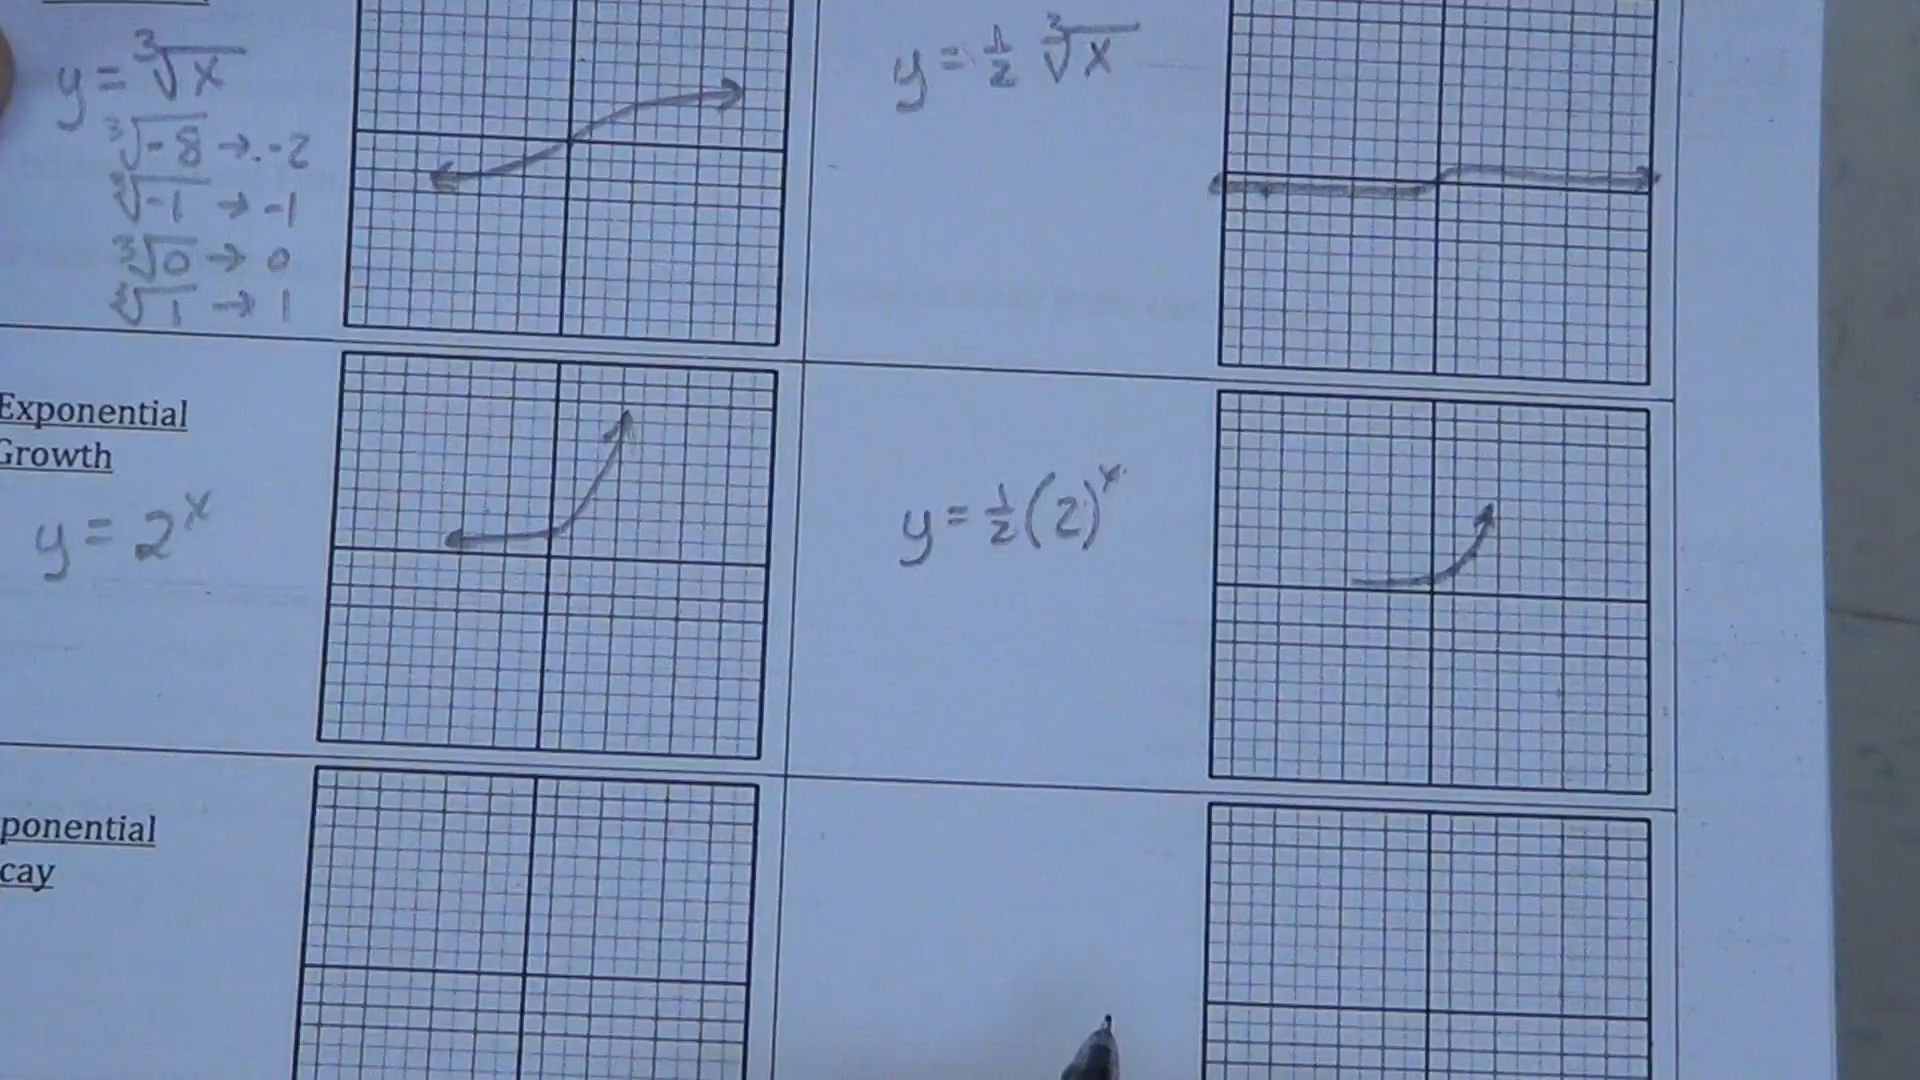 y = ∛x
∛-8 → -2
∛-1 → -1
∛0 → 0
∛1 → 1
y = 1/2 ∛x
Exponential
Growth
y = 2^x
y = 1/2 (2)^x
ponential
cay